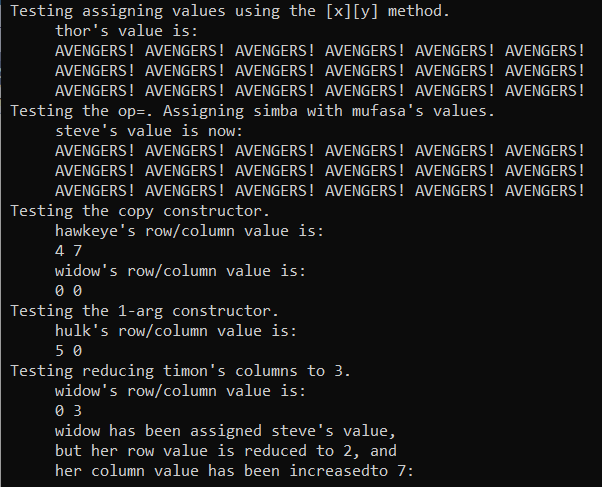 Testing assigning values using the [x][y] method.
thor's value is:
AVENGERS! AVENGERS! AVENGERS! AVENGERS! AVENGERS! AVENGERS!
AVENGERS! AVENGERS! AVENGERS! AVENGERS! AVENGERS! AVENGERS!
AVENGERS! AVENGERS! AVENGERS! AVENGERS! AVENGERS! AVENGERS!
Testing the op=. Assigning simba with mufasa's values.
steve's value is now:
AVENGERS! AVENGERS! AVENGERS! AVENGERS! AVENGERS! AVENGERS!
AVENGERS! AVENGERS! AVENGERS! AVENGERS! AVENGERS! AVENGERS!
AVENGERS! AVENGERS! AVENGERS! AVENGERS! AVENGERS! AVENGERS!
Testing the copy constructor.
hawkeye's row/column value is:
4 7
widow's row/column value is:
0 0
Testing the 1-arg constructor.
hulk's row/column value is:
5 0
Testing reducing timon's columns to 3.
widow's row/column value is:
0 3
widow has been assigned steve's value,
but her row value is reduced to 2, and
her column value has been increasedto 7: